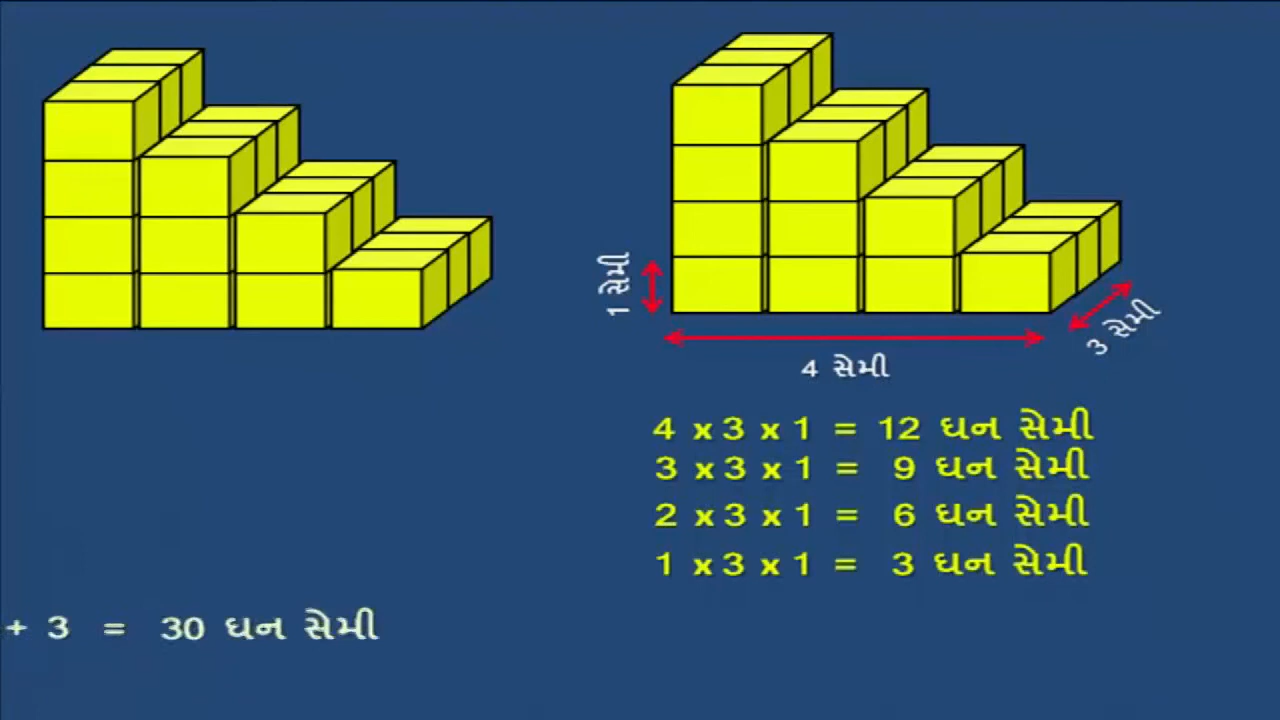 1 સેમી
3 સેમી
4 સેમી
4 x 3 x 1 = 12 ઘન સેમી
3 x 3 x 1 = 9 ઘન સેમી
2 x 3 x 1 = 6 ઘન સેમી
1 x 3 x 1 = 3 ઘન સેમી
+ 3 = 30 ઘન સેમી